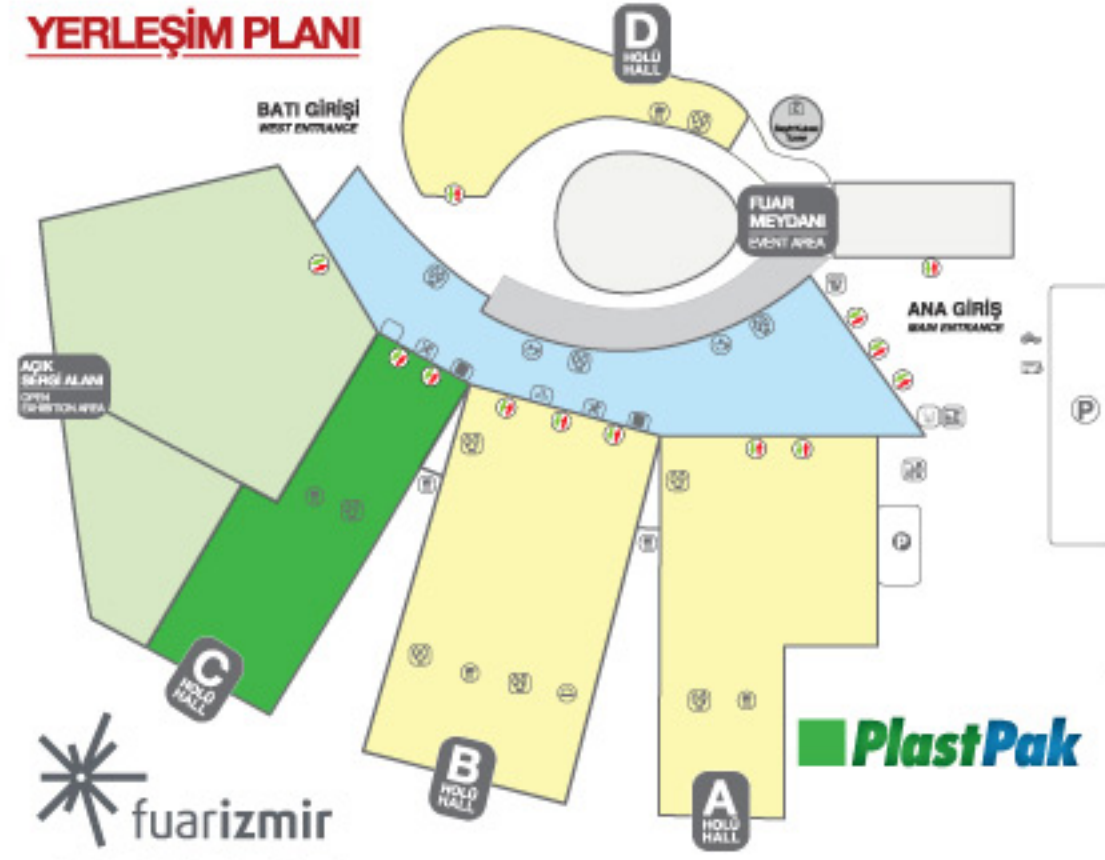 YERLEŞİM PLANI
D
HOLÜ
HALL
BATI GİRİŞİ
WEST ENTRANCE
FUAR
MEYDANI
EVENT AREA
ANA GİRİŞ
MAIN ENTRANCE
AÇIK
SERGİ ALANI
OPEN
EXHIBITION AREA
P
P
C
HOLÜ
HALL
B
HOLÜ
HALL
A
HOLÜ
HALL
PlastPak
fuarizmir